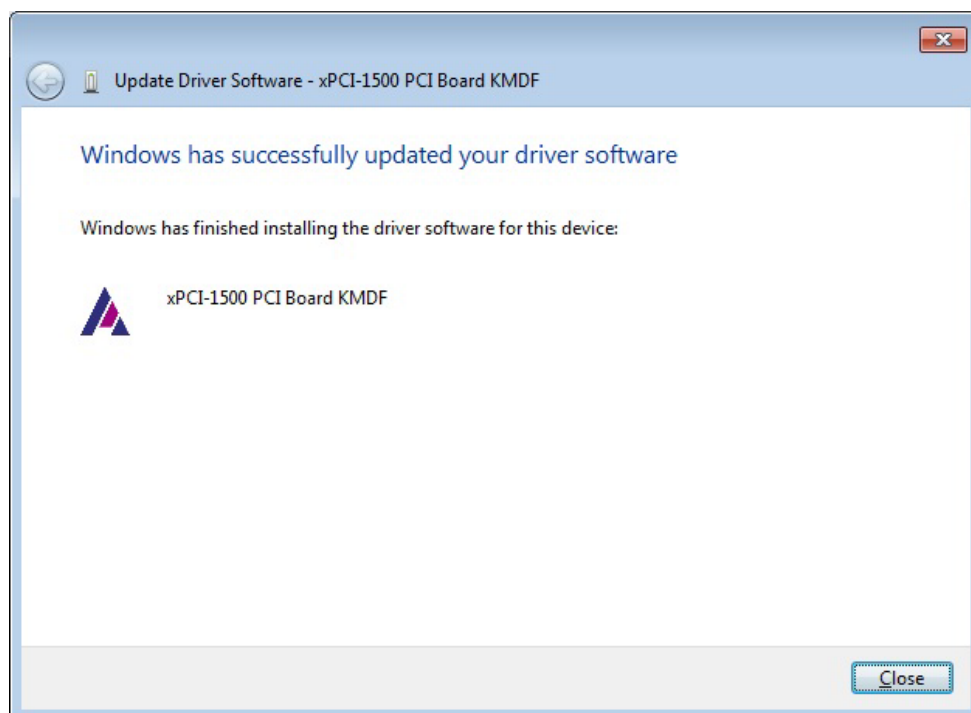 Update Driver Software - xPCI-1500 PCI Board KMDF
Windows has successfully updated your driver software
Windows has finished installing the driver software for this device:
xPCI-1500 PCI Board KMDF
Close